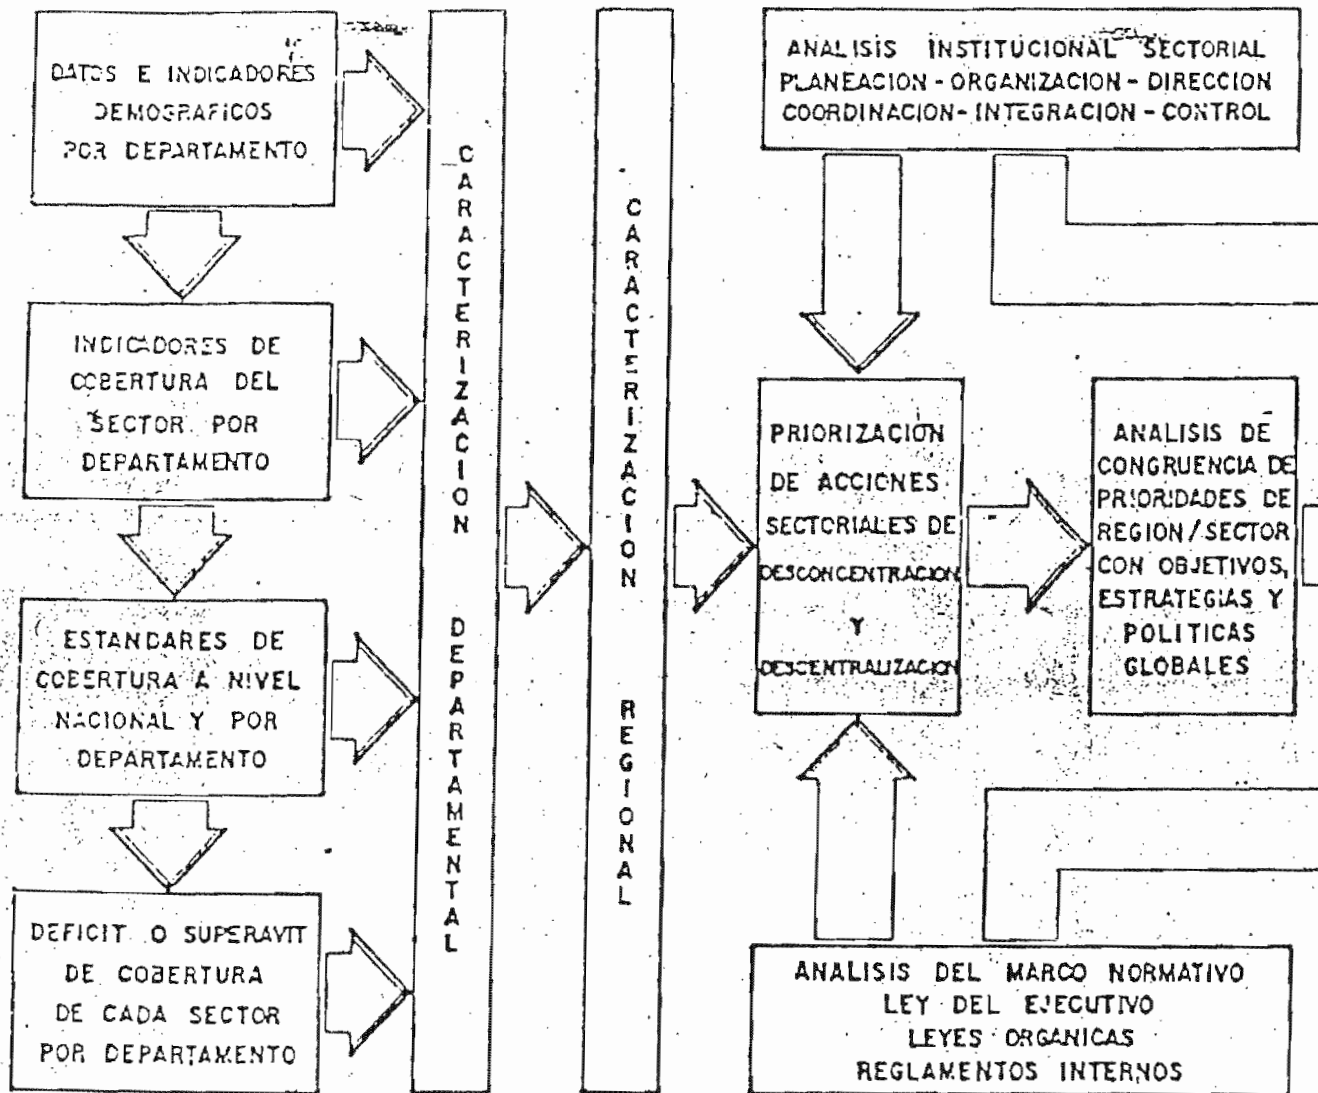 DATOS E INDICADORES
DEMOGRAFICOS
POR DEPARTAMENTO
INDICADORES DE
COBERTURA DEL
SECTOR POR
DEPARTAMENTO
ESTANDARES DE
COBERTURA A NIVEL
NACIONAL Y POR
DEPARTAMENTO
DEFICIT O SUPERAVIT
DE COBERTURA
DE CADA SECTOR
POR DEPARTAMENTO
CARACTERIZACION DEPARTAMENTAL
CARACTERIZACION REGIONAL
ANALISIS INSTITUCIONAL SECTORIAL
PLANEACION - ORGANIZACION - DIRECCION
COORDINACION - INTEGRACION - CONTROL
PRIORIZACIÓN
DE ACCIONES
SECTORIALES DE
DESCONCENTRACION
Y
DESCENTRALIZACION
ANALISIS DEL MARCO NORMATIVO
LEY DEL EJECUTIVO
LEYES ORGANICAS
REGLAMENTOS INTERNOS
ANALISIS DE
CONGRUENCIA DE
PRIORIDADES DE
REGION/SECTOR
CON OBJETIVOS,
ESTRATEGIAS Y
POLITICAS
GLOBALES